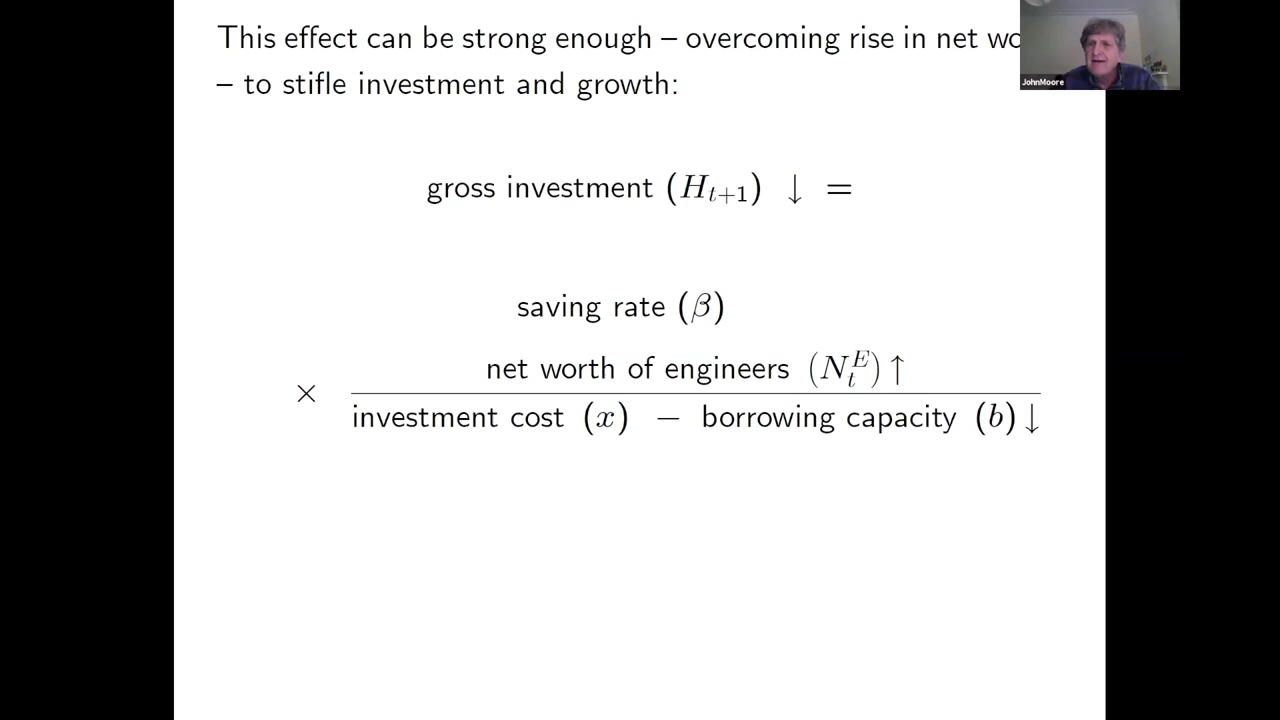 This effect can be strong enough – overcoming rise in net
– to stifle investment and growth:
JohnMoore
gross investment (H_{t+1}) ↓ =
saving rate (β)
× net worth of engineers (N_t^E) ↑
investment cost (x) − borrowing capacity (b) ↓